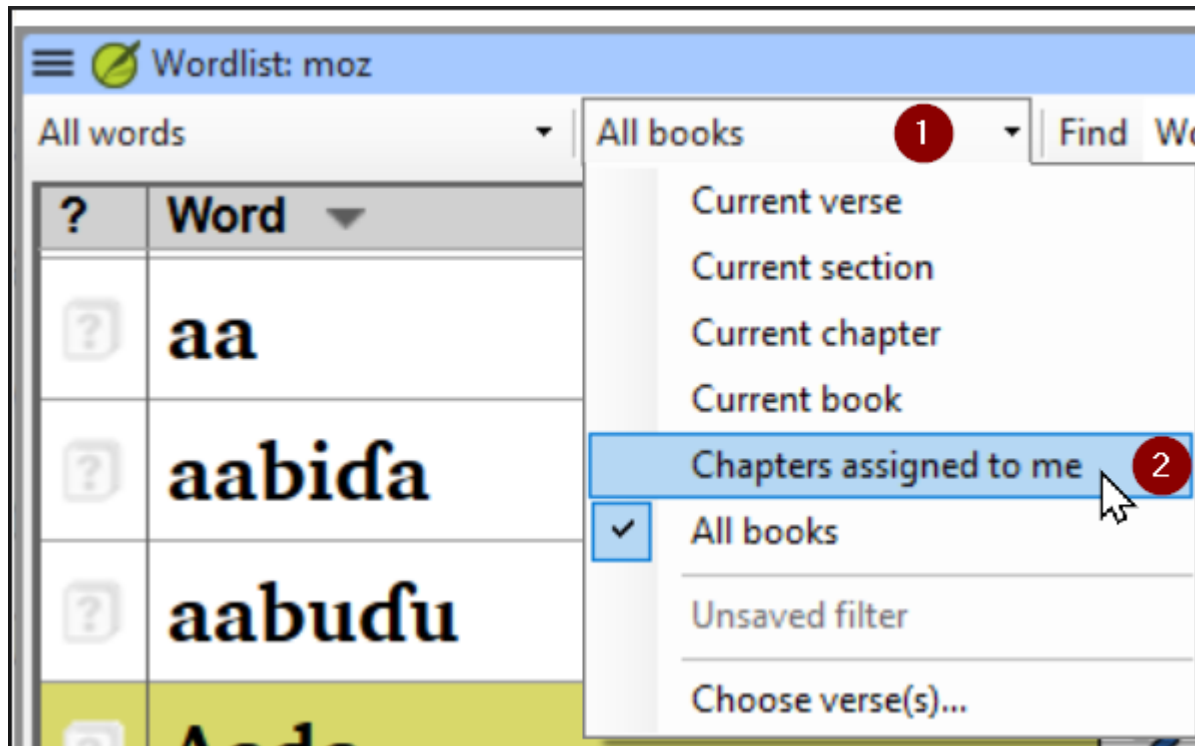 Wordlist: moz
All words All books 1 Find
? Word
Current verse
Current section
aa
Current chapter
Current book
aabiɗa
Chapters assigned to me 2
All books
aabuɗu
Unsaved filter
Choose verse(s)...